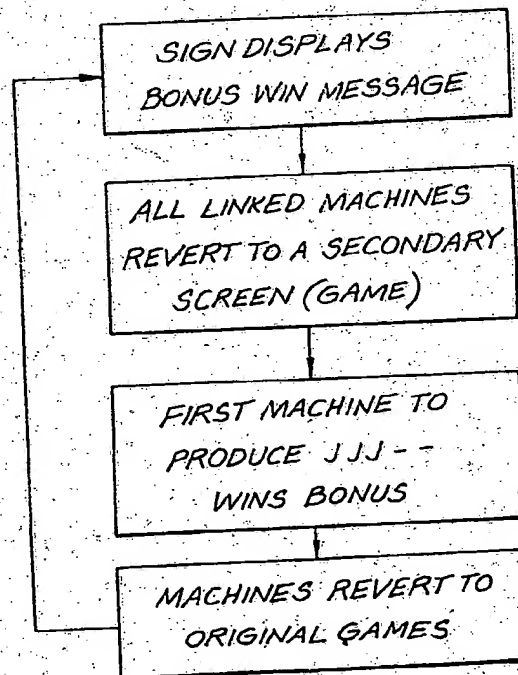 SIGN DISPLAYS
BONUS WIN MESSAGE
ALL LINKED MACHINES
REVERT TO A SECONDARY
SCREEN (GAME)
FIRST MACHINE TO
PRODUCE JJJ--
WINS BONUS
MACHINES REVERT TO
ORIGINAL GAMES